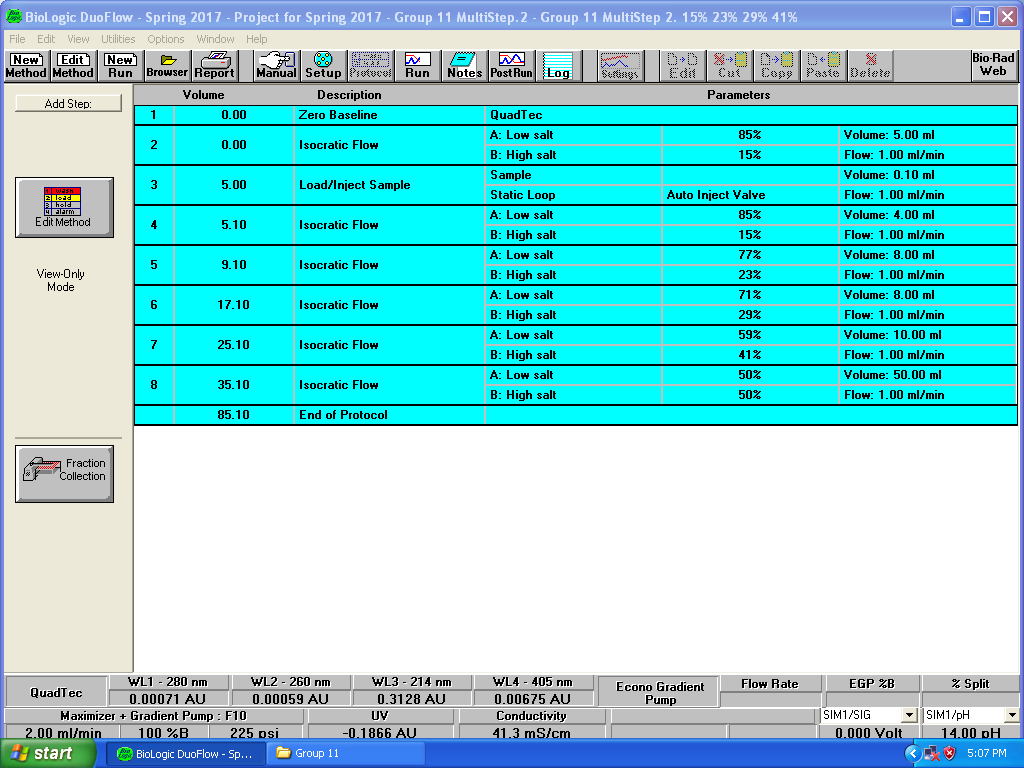 BioLogic DuoFlow - Spring 2017 - Project for Spring 2017 - Group 11 MultiStep.2 - Group 11 MultiStep 2. 15% 23% 29% 41%
File Edit View Utilities Options Window Help
New Method Edit Method New Run Browser Report Manual Setup Protocol Run Notes PostRun Log Settings Edit Cut Copy Paste Delete Bio-Rad Web
Add Step:
Volume Description Parameters
1 0.00 Zero Baseline QuadTec
2 0.00 Isocratic Flow A: Low salt 85% Volume: 5.00 ml
B: High salt 15% Flow: 1.00 ml/min
3 5.00 Load/Inject Sample Sample Volume: 0.10 ml
Static Loop Auto Inject Valve Flow: 1.00 ml/min
4 5.10 Isocratic Flow A: Low salt 85% Volume: 4.00 ml
B: High salt 15% Flow: 1.00 ml/min
5 9.10 Isocratic Flow A: Low salt 77% Volume: 8.00 ml
B: High salt 23% Flow: 1.00 ml/min
6 17.10 Isocratic Flow A: Low salt 71% Volume: 8.00 ml
B: High salt 29% Flow: 1.00 ml/min
7 25.10 Isocratic Flow A: Low salt 59% Volume: 10.00 ml
B: High salt 41% Flow: 1.00 ml/min
8 35.10 Isocratic Flow A: Low salt 50% Volume: 50.00 ml
B: High salt 50% Flow: 1.00 ml/min
85.10 End of Protocol
1 wash
2 load
3 hold
4 alarm
Edit Method
View-Only
Mode
Fraction
Collection
QuadTec
WL1 - 280 nm WL2 - 260 nm WL3 - 214 nm WL4 - 405 nm
0.00071 AU 0.00059 AU 0.3128 AU 0.00675 AU
Econo Gradient
Pump
Flow Rate EGP %B % Split
Maximizer + Gradient Pump : F10 UV Conductivity SIM1/SIG SIM1/pH
2.00 ml/min 100 %B 225 psi -0.1866 AU 41.3 mS/cm 0.000 Volt 14.00 pH
start BioLogic DuoFlow - Sp... Group 11 5:07 PM